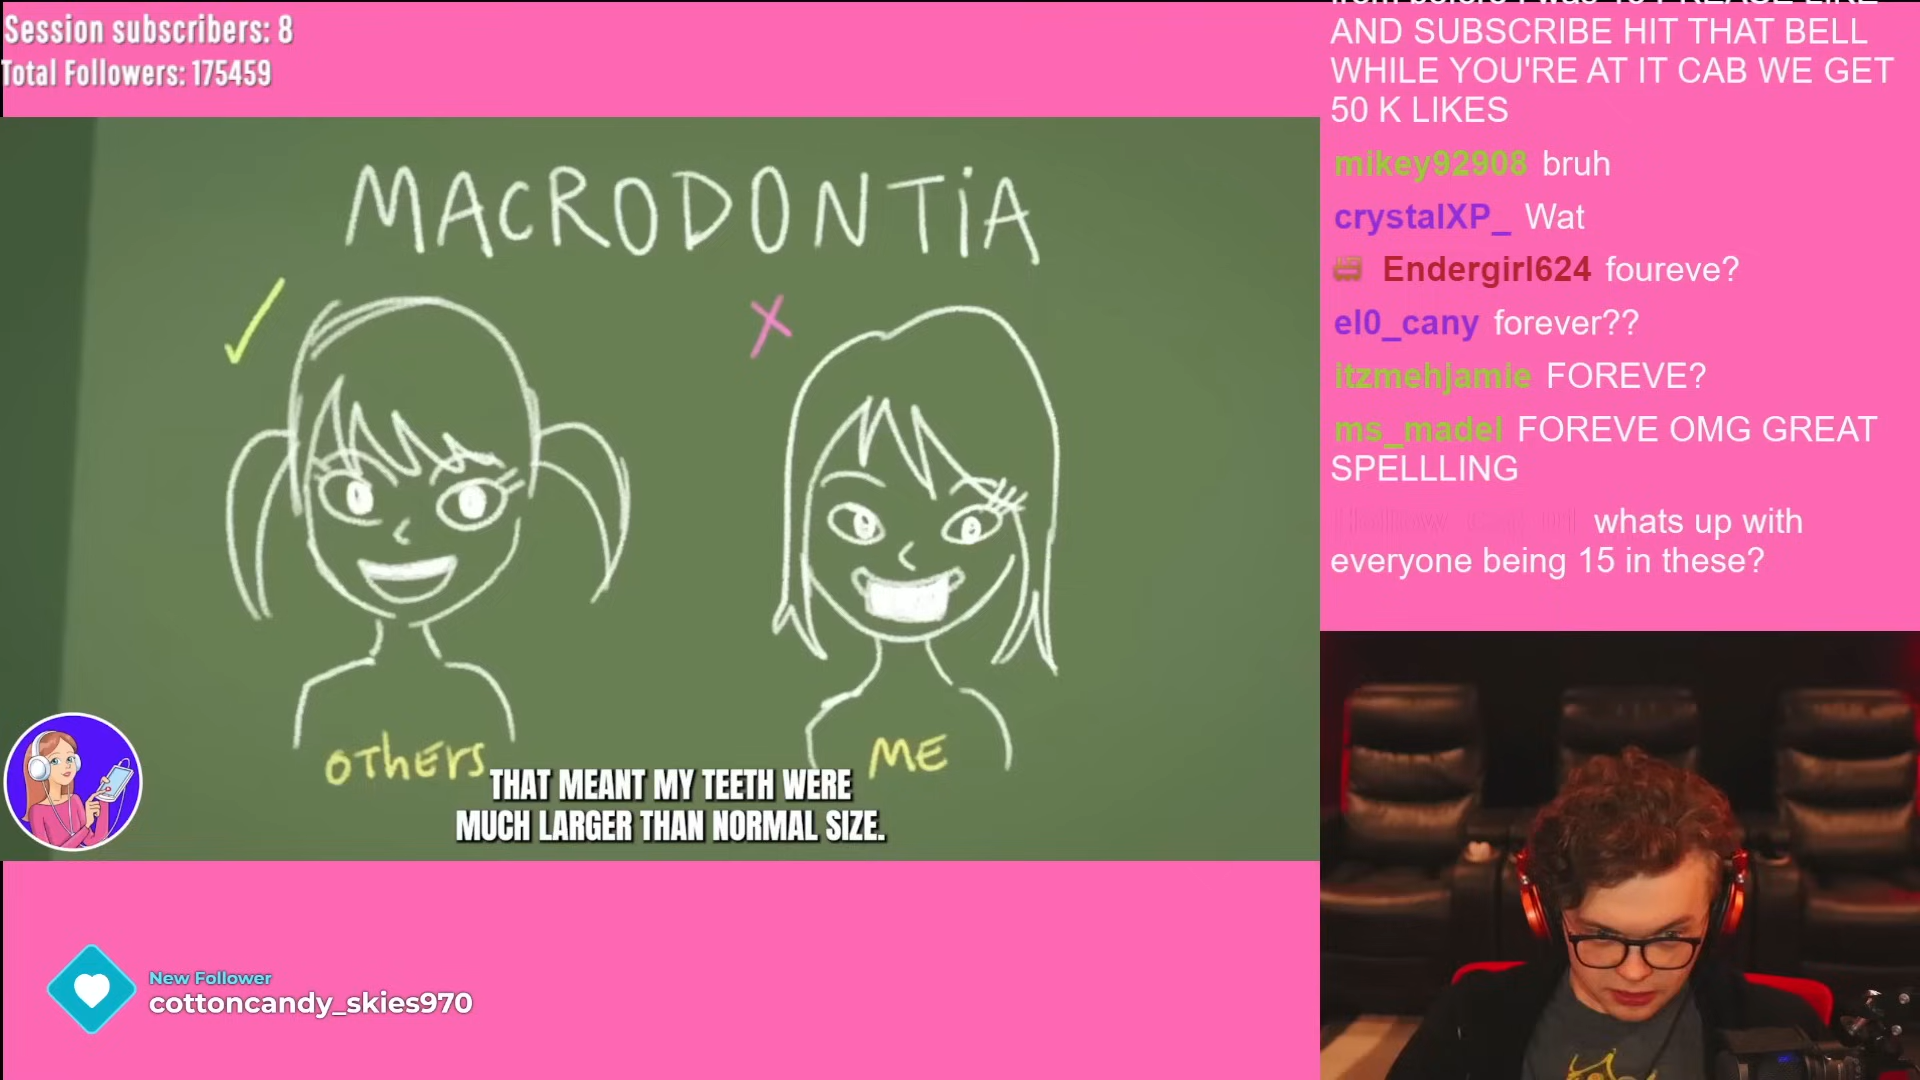 Session subscribers: 8
Total Followers: 175459
AND SUBSCRIBE HIT THAT BELL
WHILE YOU'RE AT IT CAB WE GET
50 K LIKES
mikey92908 bruh
crystalXP_ Wat
Endergirl624 foureve?
el0_cany forever??
itzmehjamie FOREVE?
ms_madel FOREVE OMG GREAT
SPELLLING
whats up with
everyone being 15 in these?
MACRODONTiA
OTHERS
ME
THAT MEANT MY TEETH WERE
MUCH LARGER THAN NORMAL SIZE.
New Follower
cottoncandy_skies970